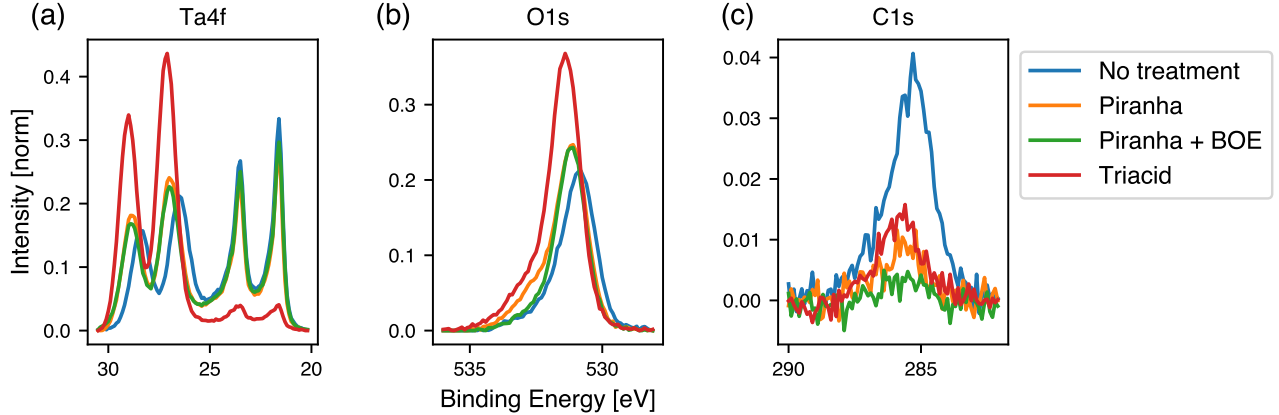 (a) Ta4f
(b) O1s
(c) C1s
Intensity [norm]
0.4
0.3
0.2
0.1
0.0
30 25 20
0.3
0.2
0.1
0.0
535 530
Binding Energy [eV]
0.04
0.03
0.02
0.01
0.00
290 285
No treatment
Piranha
Piranha + BOE
Triacid